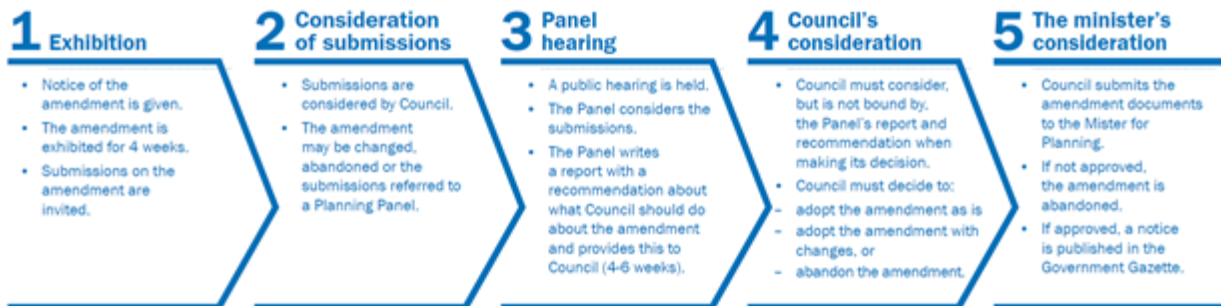 1 Exhibition
• Notice of the
amendment is given.
• The amendment is
exhibited for 4 weeks.
• Submissions on the
amendment are
invited.
2 Consideration
of submissions
• Submissions are
considered by Council.
• The amendment
may be changed,
abandoned or the
submissions referred to
a Planning Panel.
3 Panel
hearing
• A public hearing is held.
• The Panel considers the
submissions.
• The Panel writes
a report with a
recommendation about
what Council should do
about the amendment
and provides this to
Council (4-6 weeks).
4 Council's
consideration
• Council must consider,
but is not bound by,
the Panel's report and
recommendation when
making its decision.
• Council must decide to:
– adopt the amendment as is
– adopt the amendment with
changes, or
– abandon the amendment.
5 The minister's
consideration
• Council submits the
amendment documents
to the Mister for
Planning.
• If not approved,
the amendment is
abandoned.
• If approved, a notice
is published in the
Government Gazette.